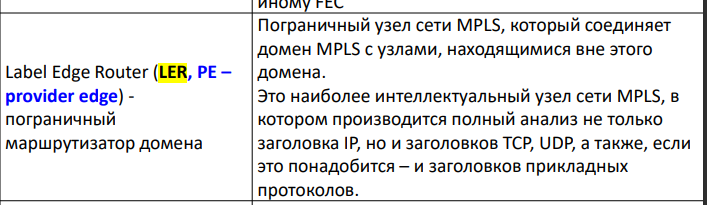 иному FEC
Label Edge Router (LER, PE –
provider edge) -
пограничный
маршрутизатор домена
Пограничный узел сети MPLS, который соединяет
домен MPLS с узлами, находящимися вне этого
домена.
Это наиболее интеллектуальный узел сети MPLS, в
котором производится полный анализ не только
заголовка IP, но и заголовков TCP, UDP, а также, если
это понадобится – и заголовков прикладных
протоколов.